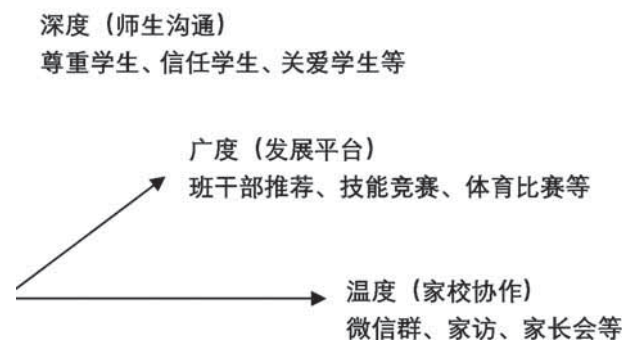 深度（师生沟通）
尊重学生、信任学生、关爱学生等
广度（发展平台）
班干部推荐、技能竞赛、体育比赛等
温度（家校协作）
微信群、家访、家长会等